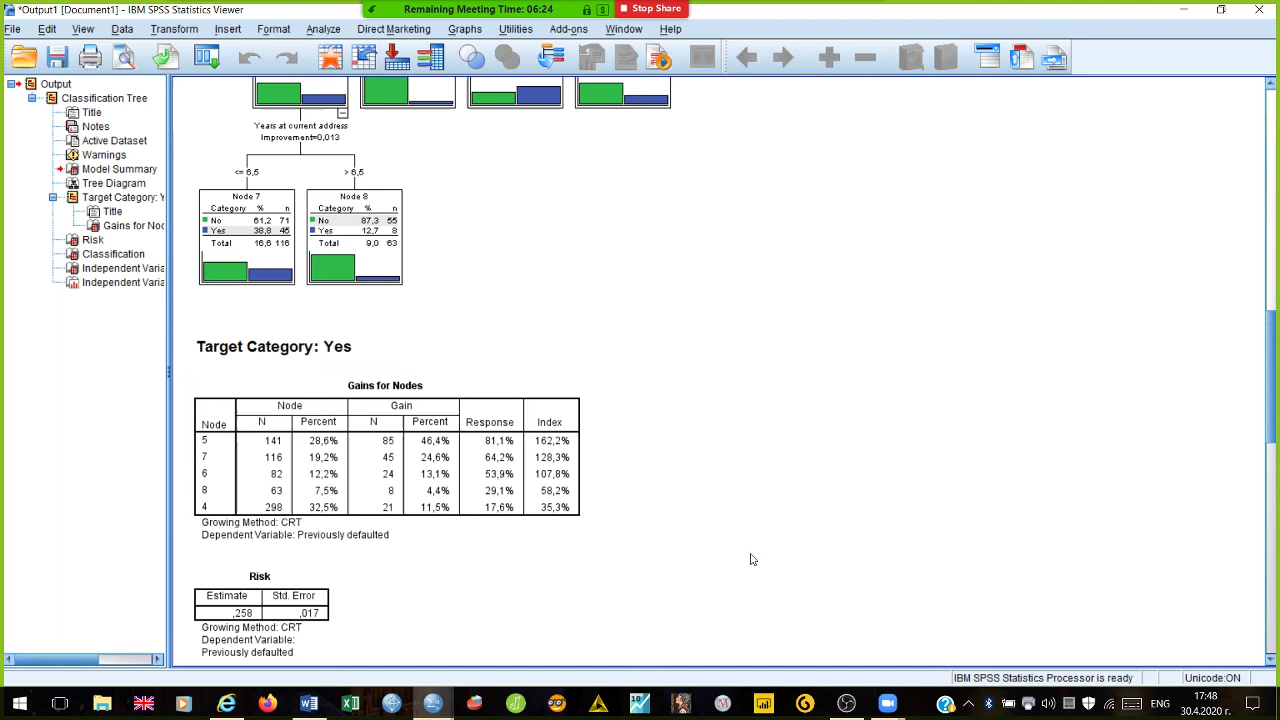 *Output1 [Document1] - IBM SPSS Statistics Viewer
Remaining Meeting Time: 06:24
Stop Share
File Edit View Data Transform Insert Format Analyze Direct Marketing Graphs Utilities Add-ons Window Help
Output
Classification Tree
Title
Notes
Active Dataset
Warnings
Model Summary
Tree Diagram
Target Category: Y
Title
Gains for Noc
Risk
Classification
Independent Varia
Independent Varia
Years at current address
Improvement=0,013
<= 6,5
> 6,5
Node 7
Category % n
No 61,2 71
Yes 38,8 45
Total 16,6 116
Node 8
Category % n
No 87,3 55
Yes 12,7 8
Total 9,0 63
Target Category: Yes
Gains for Nodes
Node Gain
Node N Percent N Percent Response Index
5 141 28,6% 85 46,4% 81,1% 162,2%
7 116 19,2% 45 24,6% 64,2% 128,3%
6 82 12,2% 24 13,1% 53,9% 107,8%
8 63 7,5% 8 4,4% 29,1% 58,2%
4 298 32,5% 21 11,5% 17,6% 35,3%
Growing Method: CRT
Dependent Variable: Previously defaulted
Risk
Estimate Std. Error
,258 ,017
Growing Method: CRT
Dependent Variable:
Previously defaulted
IBM SPSS Statistics Processor is ready
Unicode:ON
17:48
30.4.2020 г.